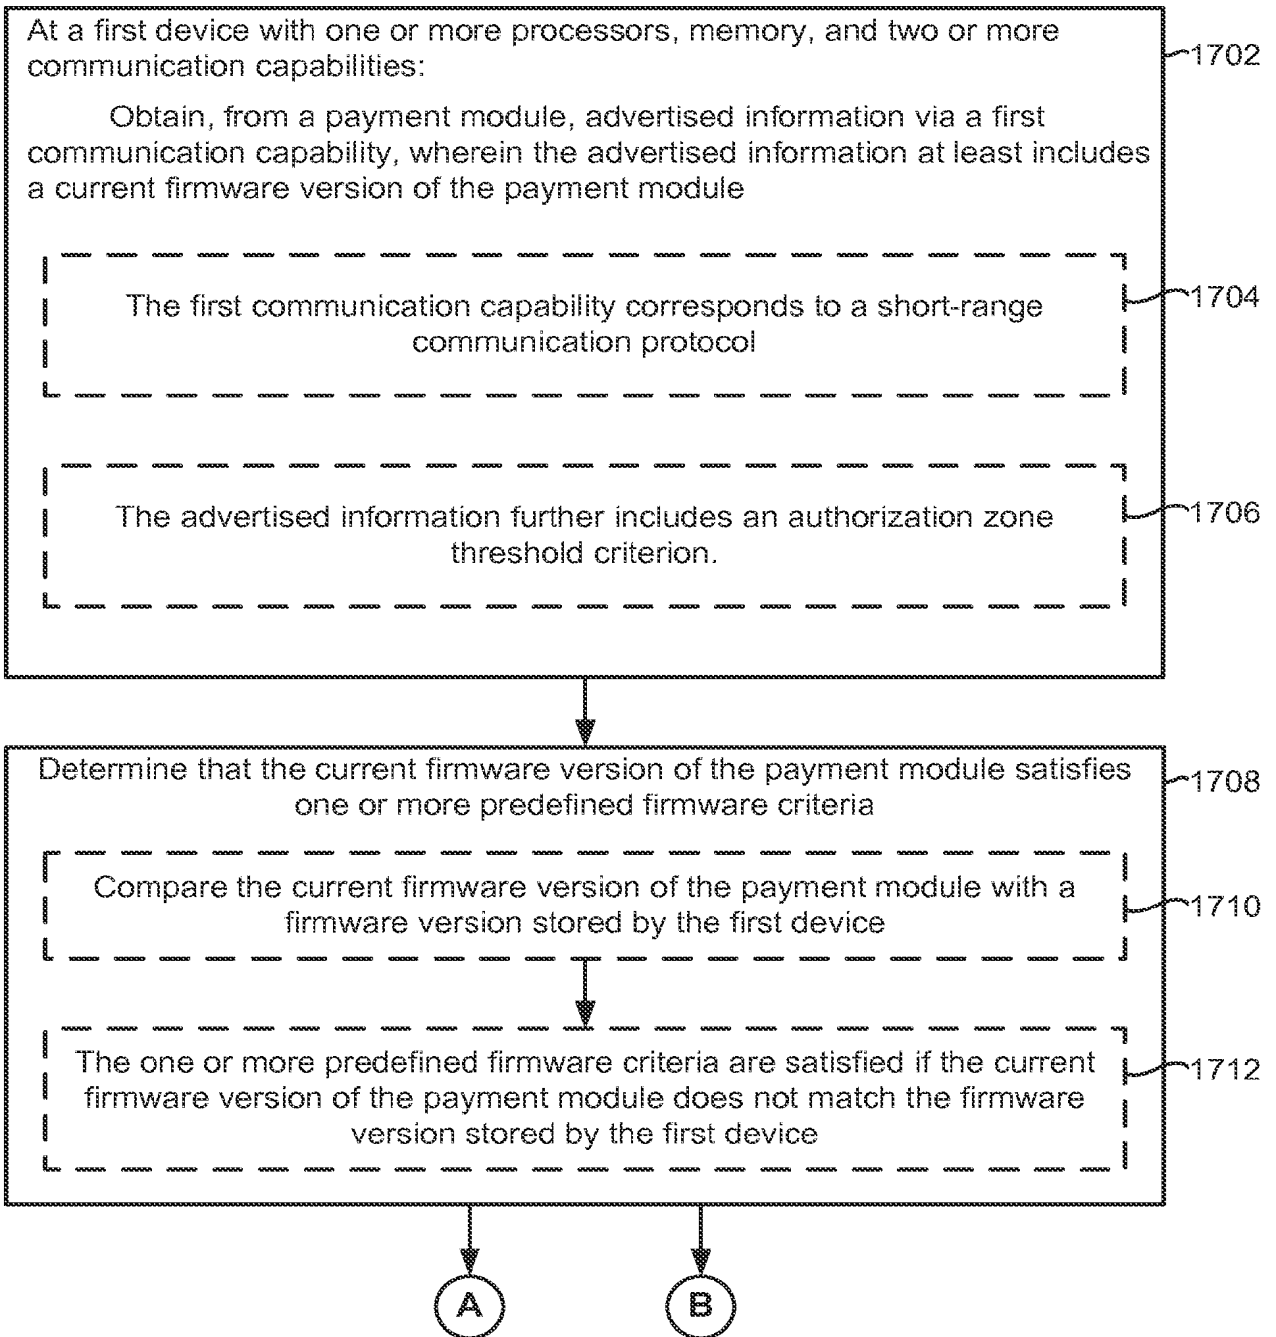 At a first device with one or more processors, memory, and two or more
communication capabilities:
1702
Obtain, from a payment module, advertised information via a first
communication capability, wherein the advertised information at least includes
a current firmware version of the payment module
The first communication capability corresponds to a short-range
communication protocol
1704
The advertised information further includes an authorization zone
threshold criterion.
1706
Determine that the current firmware version of the payment module satisfies
one or more predefined firmware criteria
1708
Compare the current firmware version of the payment module with a
firmware version stored by the first device
1710
The one or more predefined firmware criteria are satisfied if the current
firmware version of the payment module does not match the firmware
version stored by the first device
1712
A
B